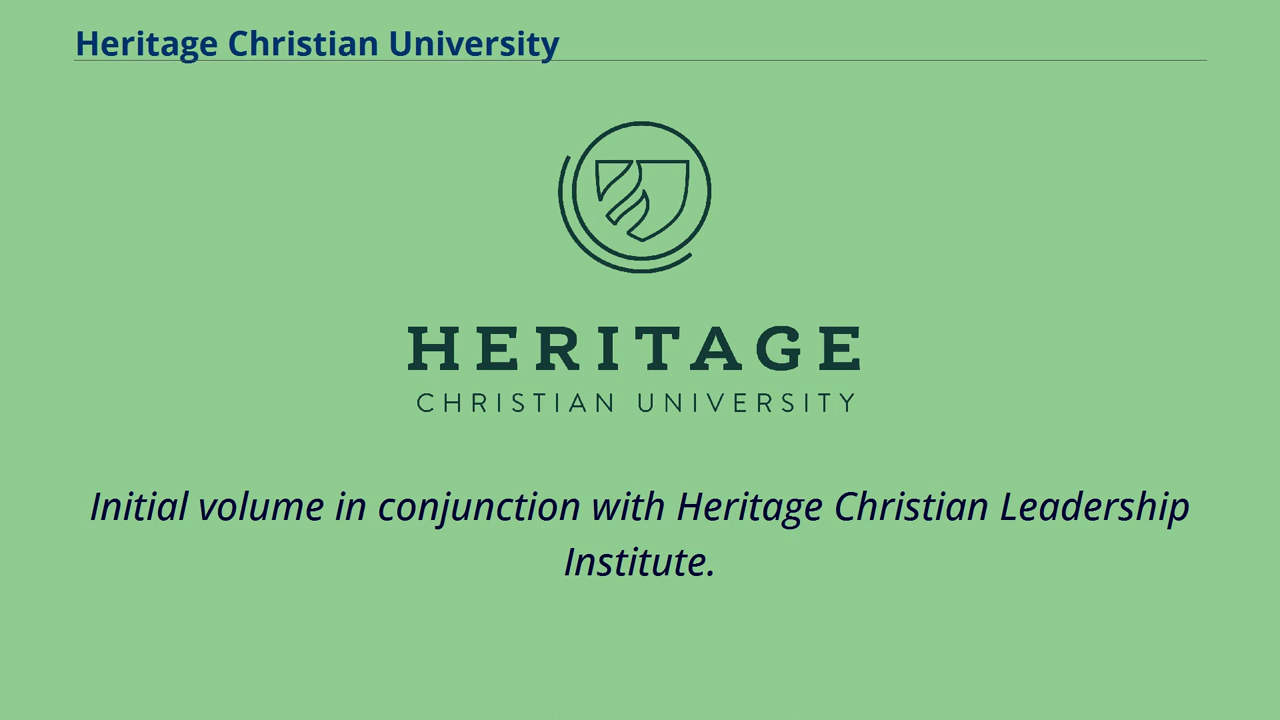 Heritage Christian University
HERITAGE
CHRISTIAN UNIVERSITY
Initial volume in conjunction with Heritage Christian Leadership
Institute.